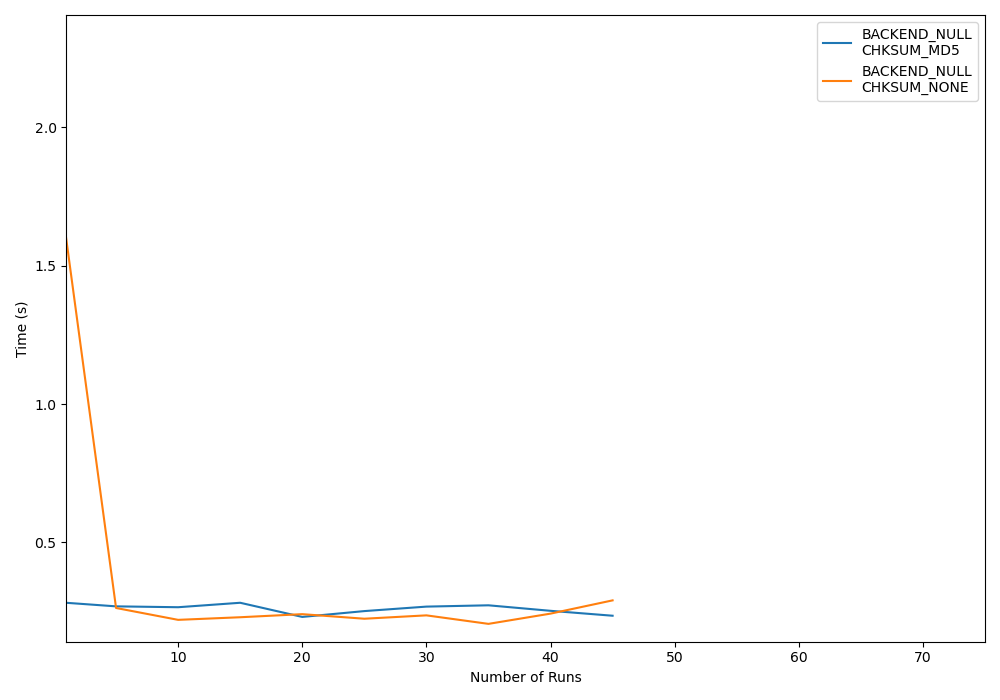 BACKEND_NULL
CHKSUM_MD5
BACKEND_NULL
CHKSUM_NONE
2.0
1.5
1.0
0.5
Time (s)
10 20 30 40 50 60 70
Number of Runs